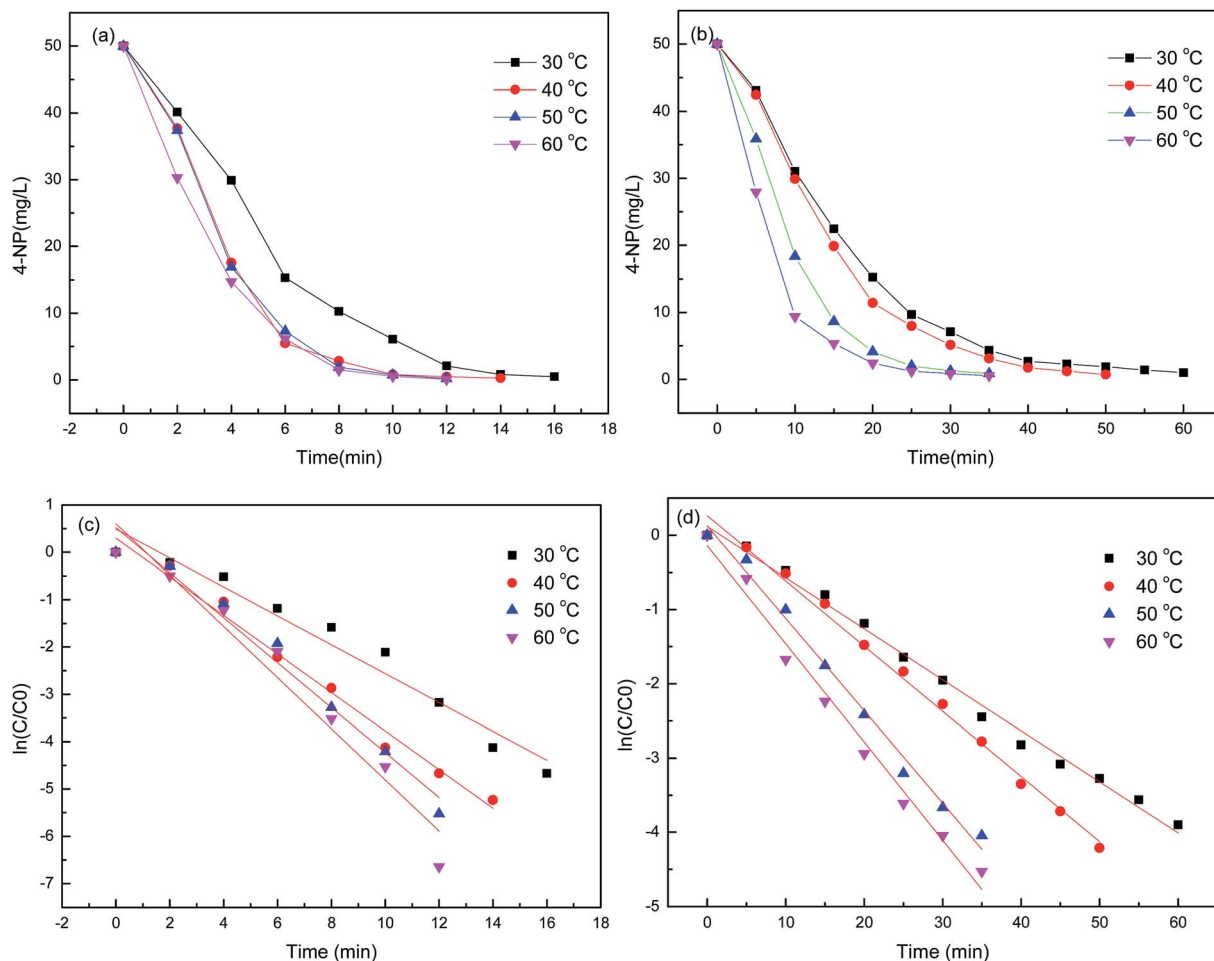 (a)
30 °C
40 °C
50 °C
60 °C
50
40
30
20
10
0
4-NP(mg/L)
-2 0 2 4 6 8 10 12 14 16 18
Time(min)
(b)
30 °C
40 °C
50 °C
60 °C
50
40
30
20
10
0
4-NP(mg/L)
0 10 20 30 40 50 60
Time(min)
(c)
30 °C
40 °C
50 °C
60 °C
1
0
-1
-2
-3
-4
-5
-6
-7
ln(C/C0)
-2 0 2 4 6 8 10 12 14 16 18
Time (min)
(d)
30 °C
40 °C
50 °C
60 °C
0
-1
-2
-3
-4
-5
ln(C/C0)
0 10 20 30 40 50 60
Time (min)